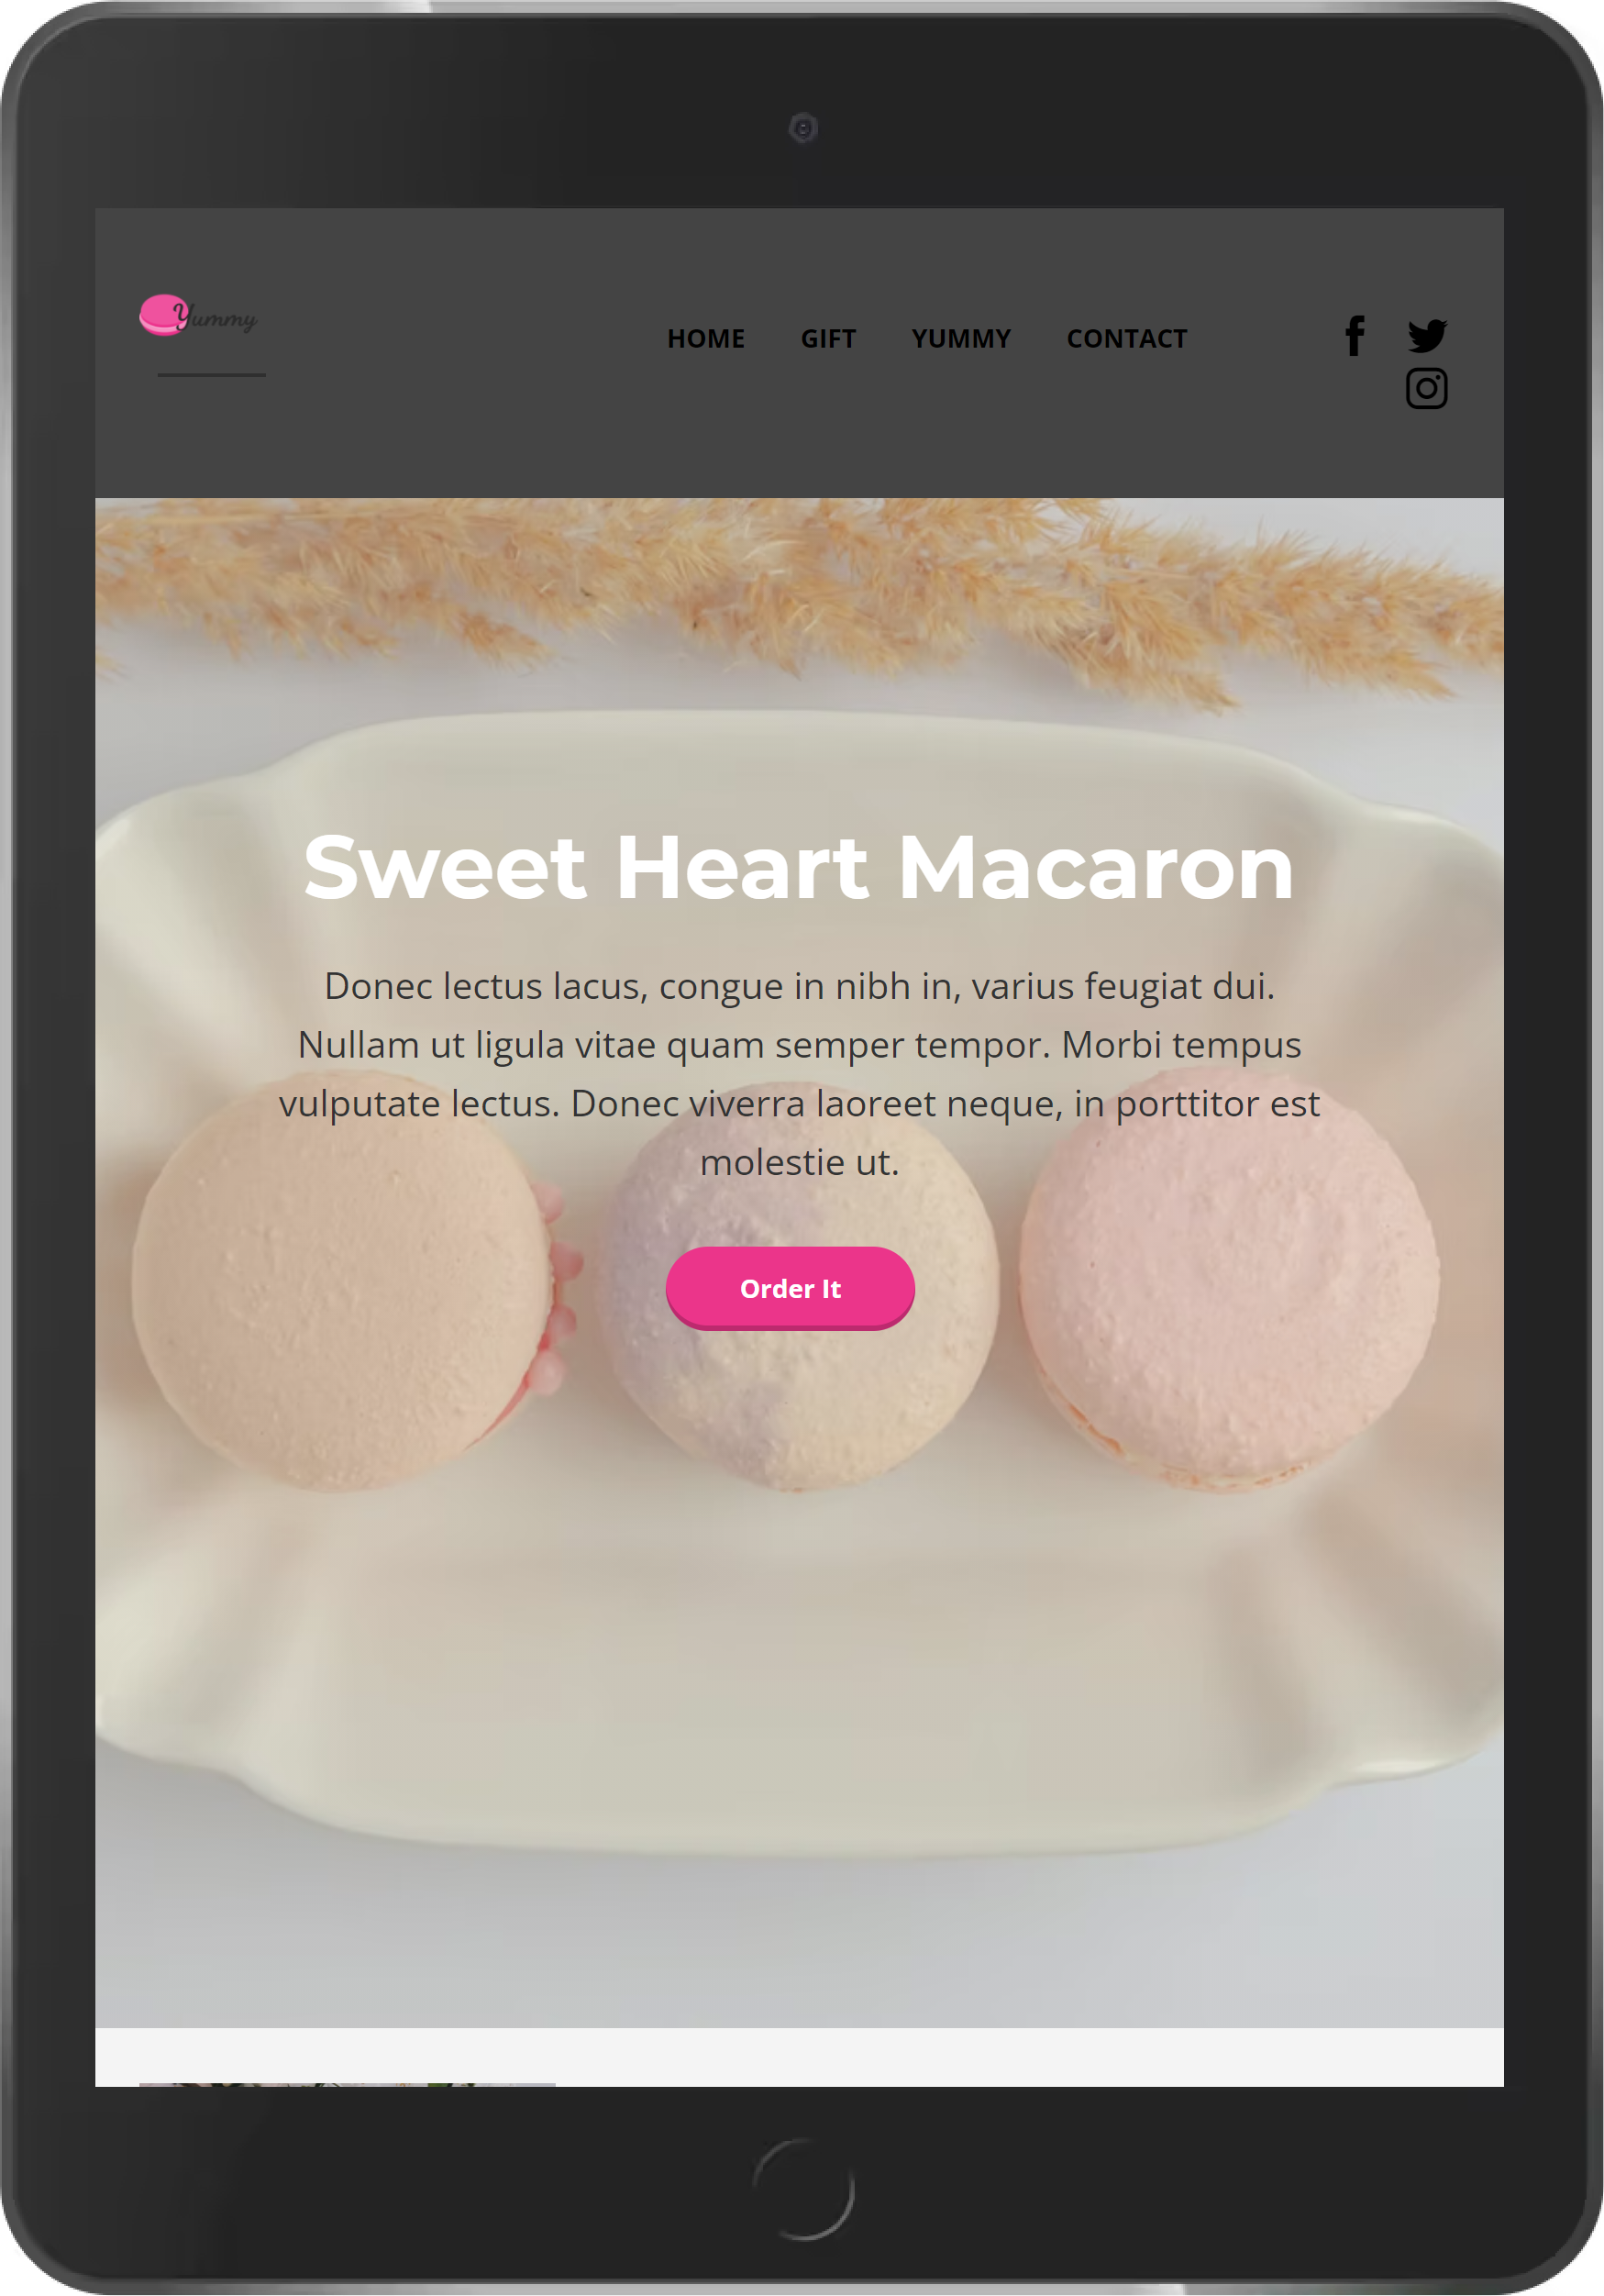 Yummy
HOME GIFT YUMMY CONTACT
Sweet Heart Macaron
Donec lectus lacus, congue in nibh in, varius feugiat dui.
Nullam ut ligula vitae quam semper tempor. Morbi tempus
vulputate lectus. Donec viverra laoreet neque, in porttitor est
molestie ut.
Order It